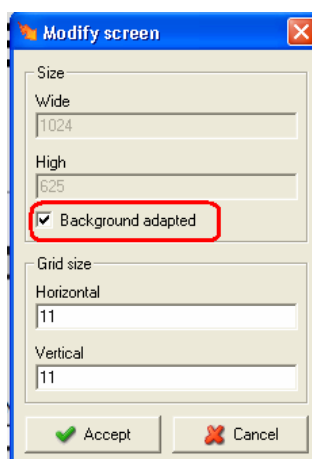 Modify screen
Size
Wide
1024
High
625
Background adapted
Grid size
Horizontal
11
Vertical
11
Accept
Cancel